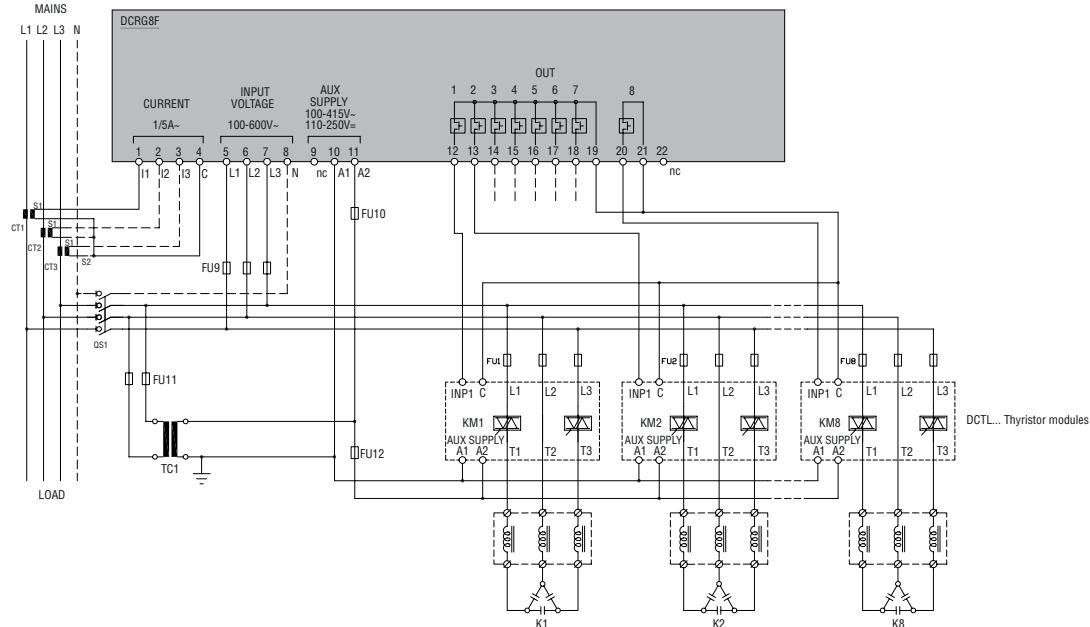 MAINS
L1 L2 L3 N
DCRG8F
CURRENT
1/5A~
INPUT
VOLTAGE
100-600V~
AUX
SUPPLY
100-415V~
110-250V=
OUT
1 2 3 4 5 6 7 8
1 2 3 4 5 6 7 8 9 10 11 12 13 14 15 16 17 18 19 20 21 22
I1 I2 I3 C L1 L2 L3 N nc A1 A2 nc
S1
CT1
S1
CT2
S1
CT3
S2
FU10
FU9
QS1
FU11
FU12
TC1
LOAD
FU1
FU2
FU8
INP1 C L1 L2 L3
KM1
AUX SUPPLY
A1 A2 T1 T2 T3
INP1 C L1 L2 L3
KM2
AUX SUPPLY
A1 A2 T1 T2 T3
INP1 C L1 L2 L3
KM8
AUX SUPPLY
A1 A2 T1 T2 T3
DCTL... Thyristor modules
K1
K2
K8